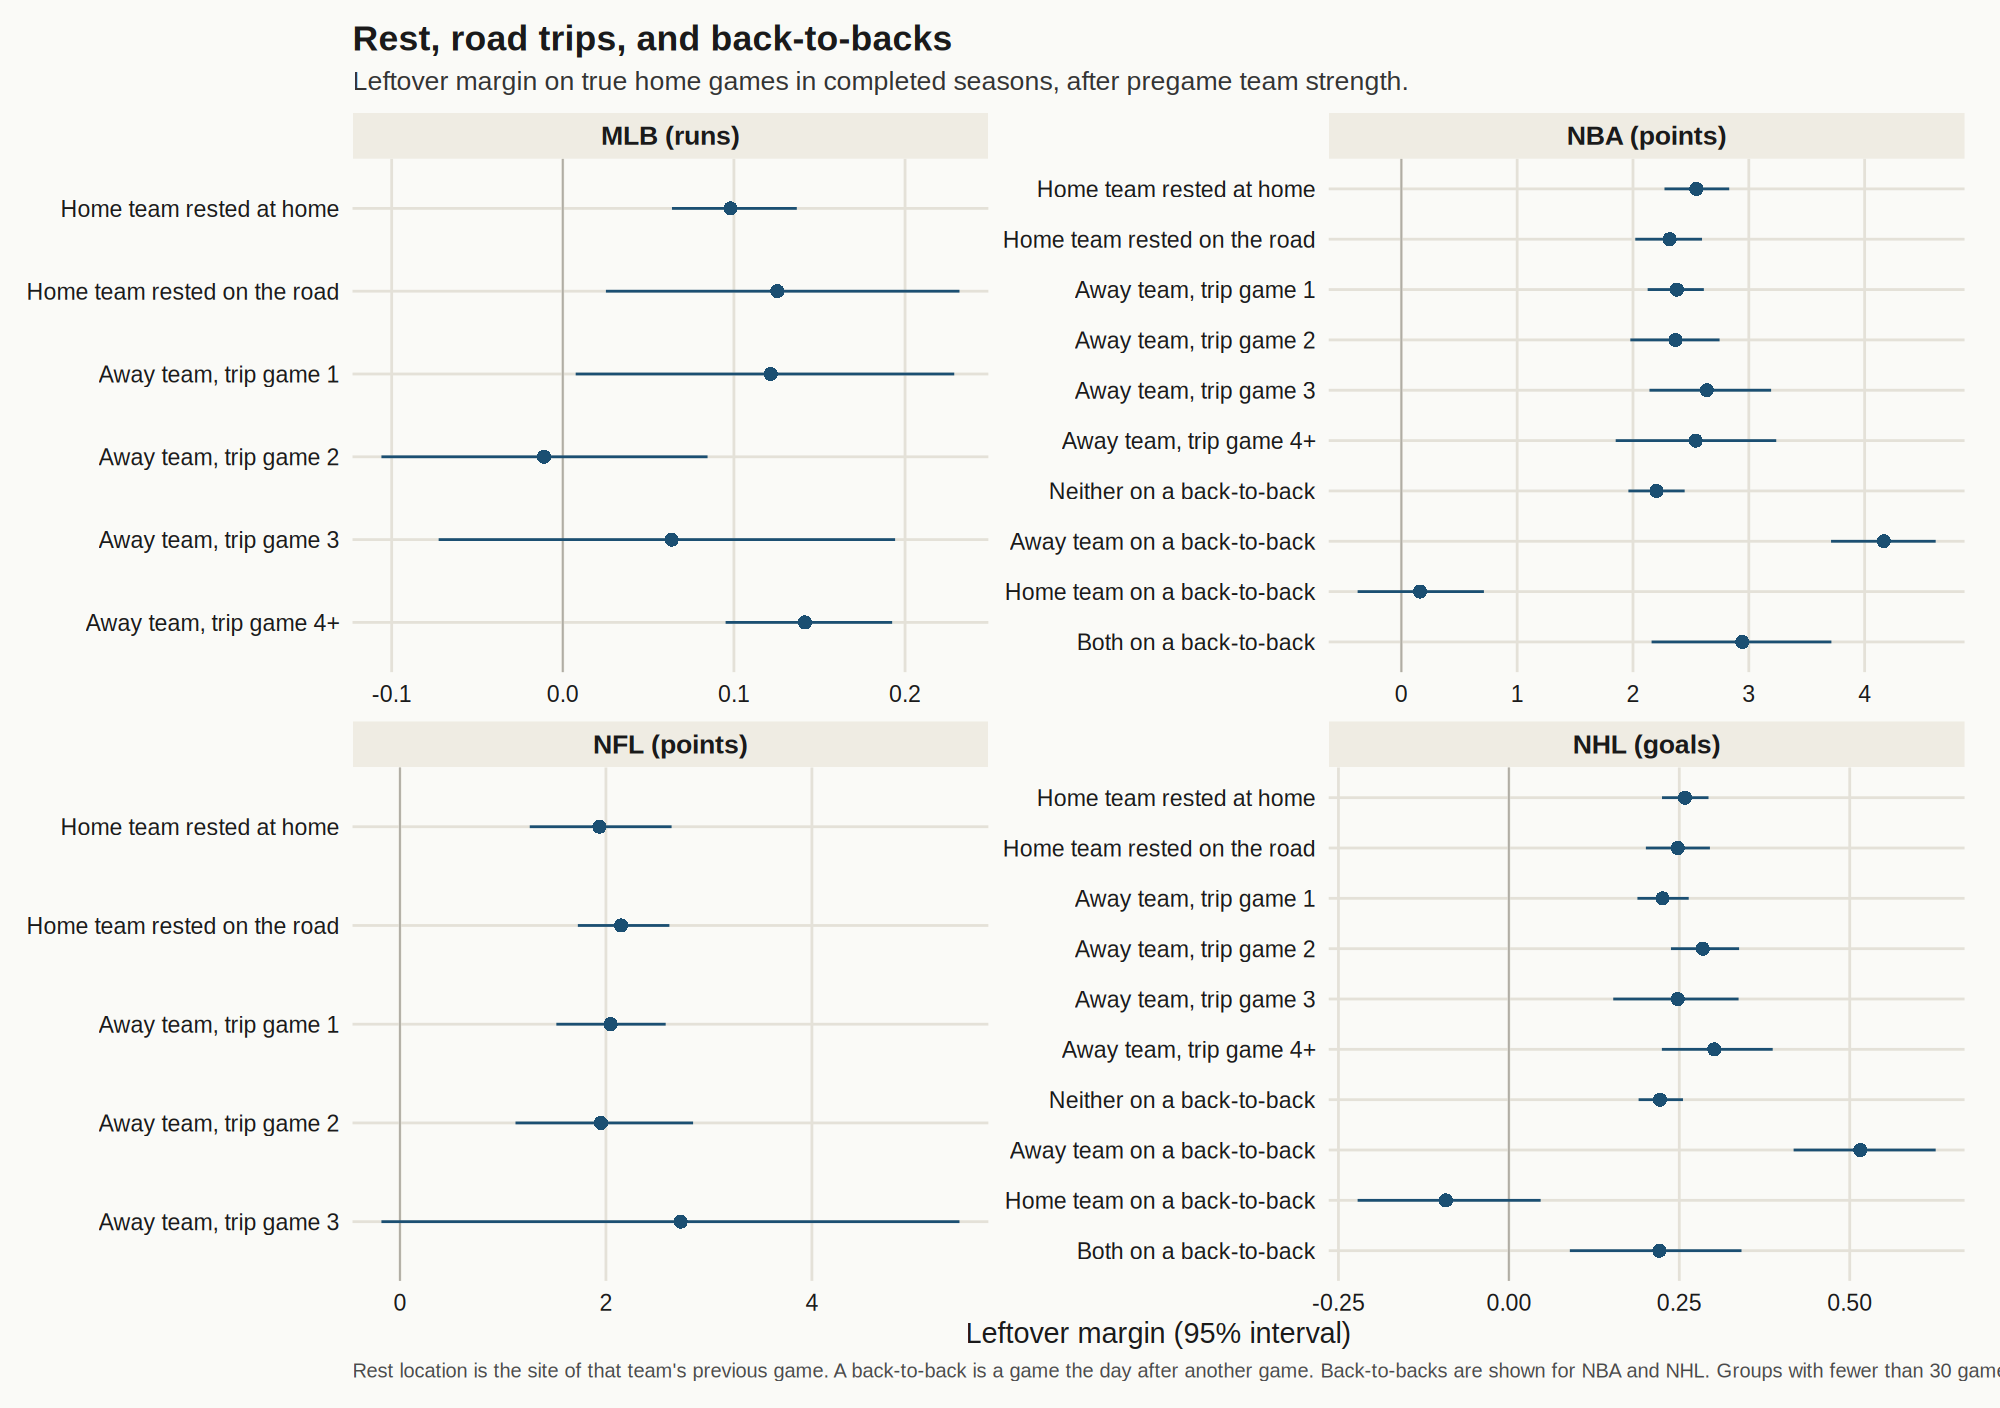 Rest, road trips, and back-to-backs
Leftover margin on true home games in completed seasons, after pregame team strength.
MLB (runs)
Home team rested at home
Home team rested on the road
Away team, trip game 1
Away team, trip game 2
Away team, trip game 3
Away team, trip game 4+
-0.1 0.0 0.1 0.2
NBA (points)
Home team rested at home
Home team rested on the road
Away team, trip game 1
Away team, trip game 2
Away team, trip game 3
Away team, trip game 4+
Neither on a back-to-back
Away team on a back-to-back
Home team on a back-to-back
Both on a back-to-back
0 1 2 3 4
NFL (points)
Home team rested at home
Home team rested on the road
Away team, trip game 1
Away team, trip game 2
Away team, trip game 3
0 2 4
NHL (goals)
Home team rested at home
Home team rested on the road
Away team, trip game 1
Away team, trip game 2
Away team, trip game 3
Away team, trip game 4+
Neither on a back-to-back
Away team on a back-to-back
Home team on a back-to-back
Both on a back-to-back
-0.25 0.00 0.25 0.50
Leftover margin (95% interval)
Rest location is the site of that team's previous game. A back-to-back is a game the day after another game. Back-to-backs are shown for NBA and NHL. Groups with fewer than 30